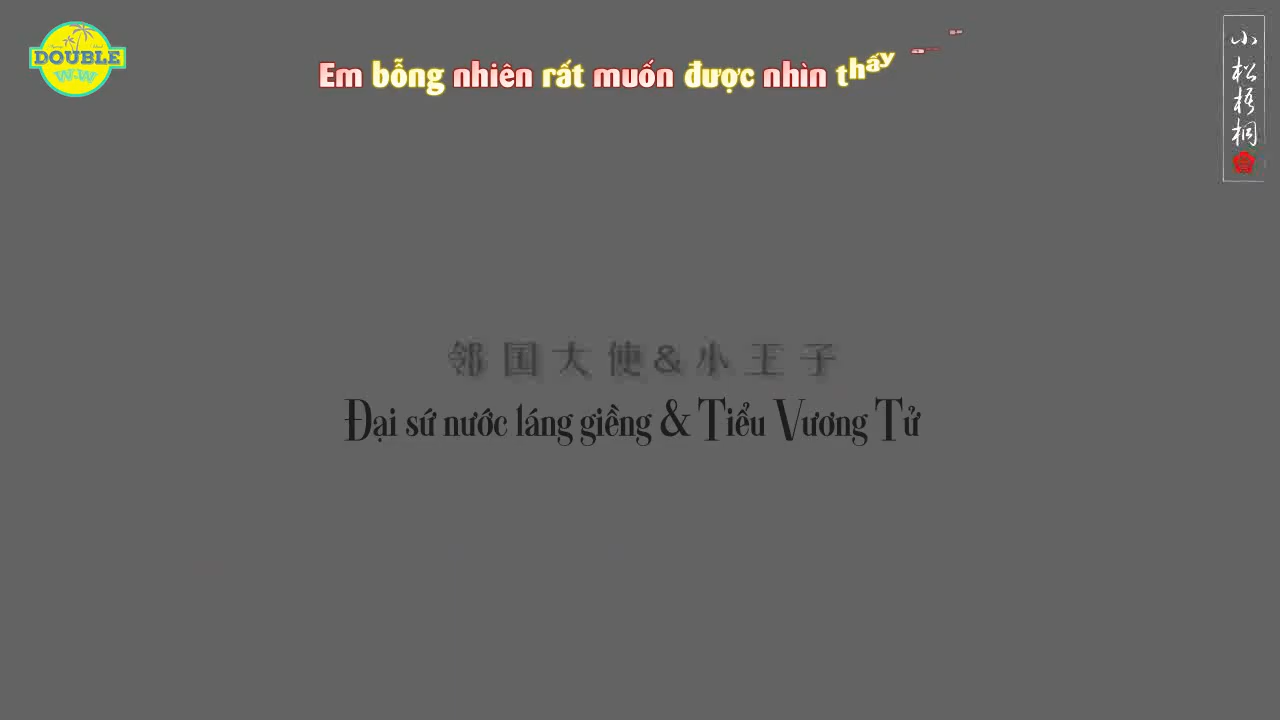 DOUBLE
W.W
Em bỗng nhiên rất muốn được nhìn thấy
小松梧桐
邻国大使&小王子
Đại sứ nước láng giềng & Tiểu Vương Tử